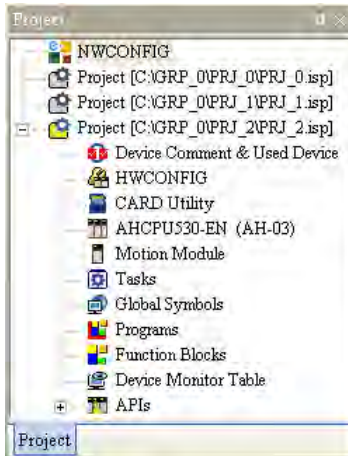 Project
NWCONFIG
Project [C:\GRP_0\PRJ_0\PRJ_0.isp]
Project [C:\GRP_0\PRJ_1\PRJ_1.isp]
Project [C:\GRP_0\PRJ_2\PRJ_2.isp]
Device Comment & Used Device
HWCONFIG
CARD Utility
AHCPU530-EN (AH-03)
Motion Module
Tasks
Global Symbols
Programs
Function Blocks
Device Monitor Table
APIs
Project